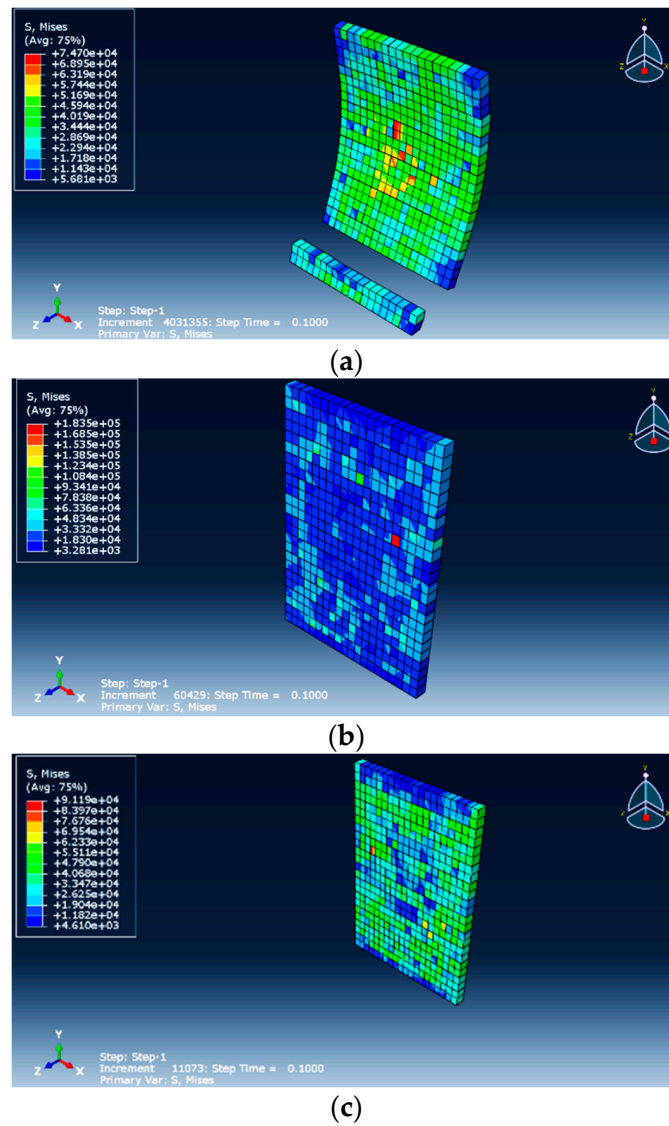 S, Mises
(Avg: 75%)
+7.470e+04
+6.895e+04
+6.319e+04
+5.744e+04
+5.169e+04
+4.594e+04
+4.019e+04
+3.444e+04
+2.869e+04
+2.294e+04
+1.718e+04
+1.143e+04
+5.681e+03
Y
Z
X
Y
Z
X
Step: Step-1
Increment 4031355: Step Time = 0.1000
Primary Var: S, Mises
(a)
S, Mises
(Avg: 75%)
+1.835e+05
+1.685e+05
+1.535e+05
+1.385e+05
+1.234e+05
+1.084e+05
+9.341e+04
+7.838e+04
+6.336e+04
+4.834e+04
+3.332e+04
+1.830e+04
+3.281e+03
Y
Z
Y
Z
X
Step: Step-1
Increment 60429: Step Time = 0.1000
Primary Var: S, Mises
(b)
S, Mises
(Avg: 75%)
+9.119e+04
+8.397e+04
+7.676e+04
+6.954e+04
+6.233e+04
+5.511e+04
+4.790e+04
+4.068e+04
+3.347e+04
+2.625e+04
+1.904e+04
+1.182e+04
+4.610e+03
Y
Z
X
Y
Z
X
Step: Step-1
Increment 11073: Step Time = 0.1000
Primary Var: S, Mises
(c)